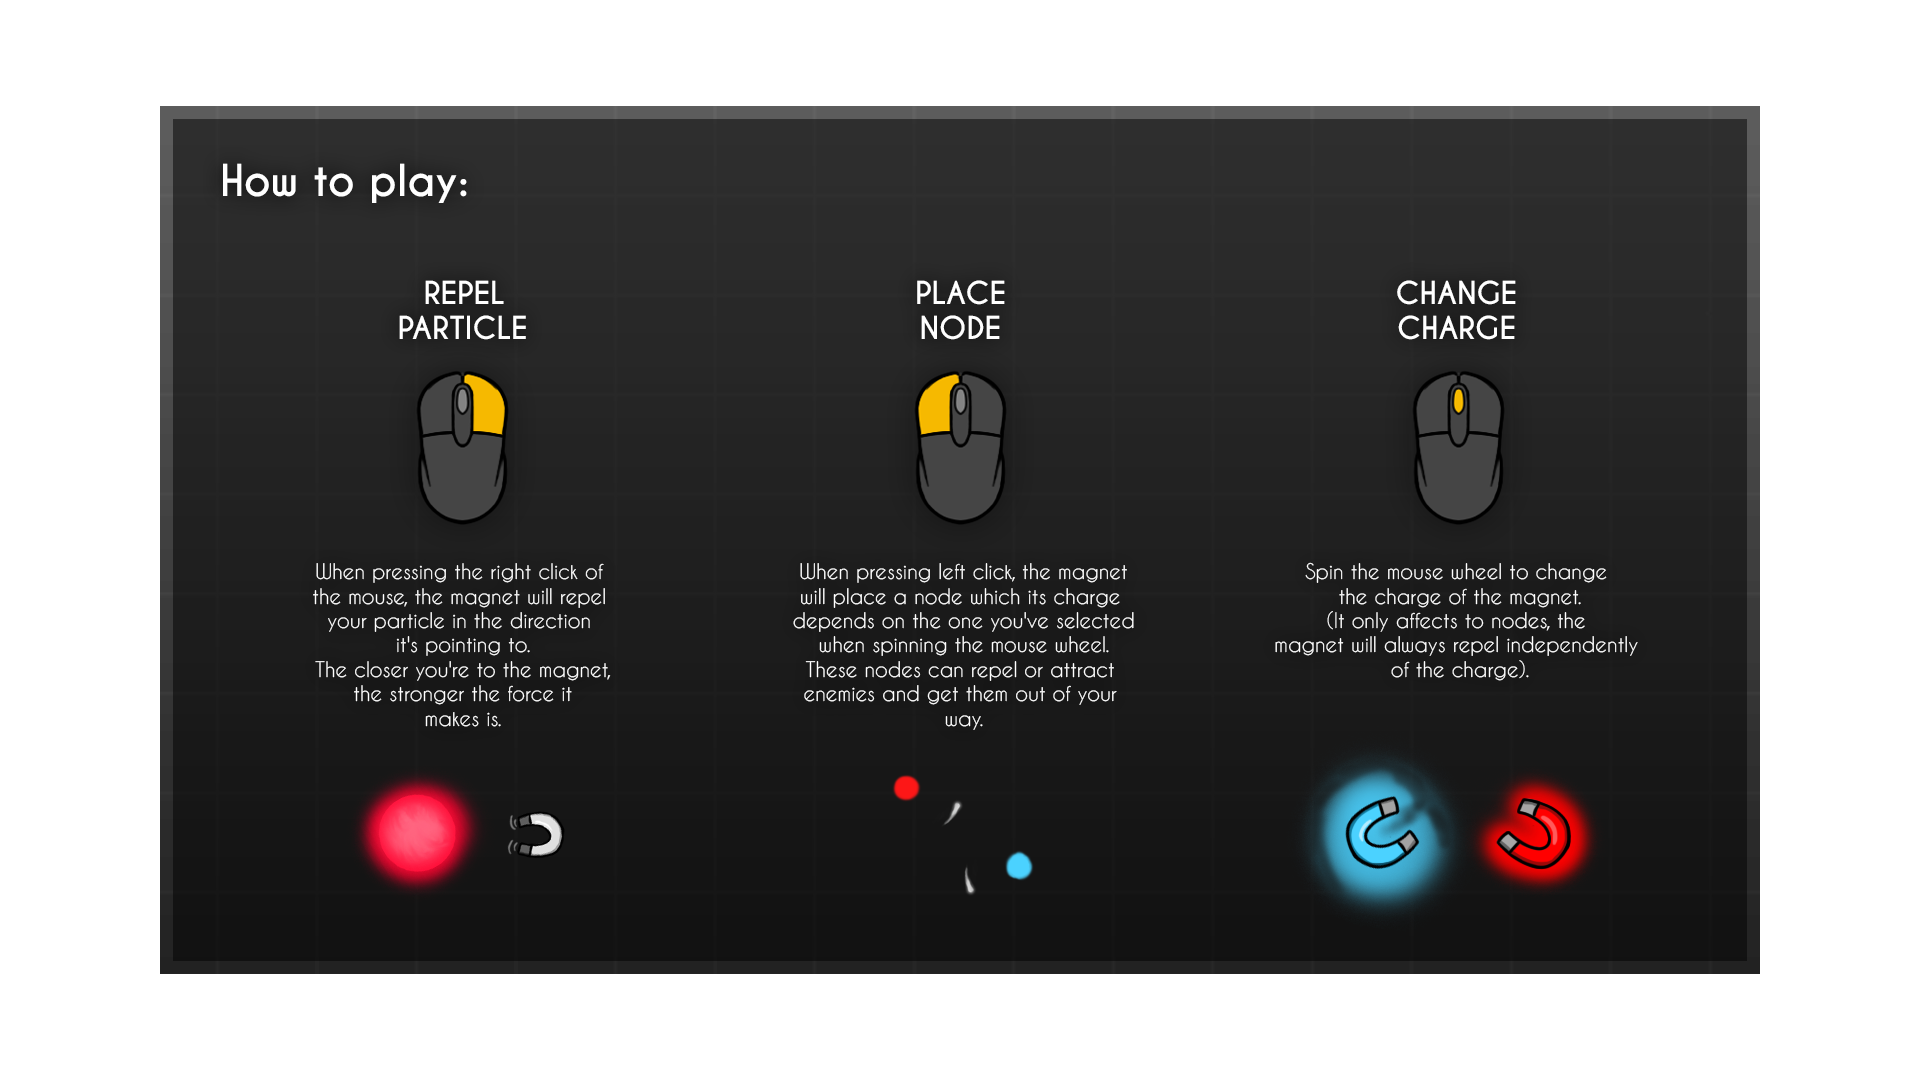 How to play:
REPEL
PARTICLE
When pressing the right click of
the mouse, the magnet will repel
your particle in the direction
it's pointing to.
The closer you're to the magnet,
the stronger the force it
makes is.
PLACE
NODE
When pressing left click, the magnet
will place a node which its charge
depends on the one you've selected
when spinning the mouse wheel.
These nodes can repel or attract
enemies and get them out of your
way.
CHANGE
CHARGE
Spin the mouse wheel to change
the charge of the magnet.
(It only affects to nodes, the
magnet will always repel independently
of the charge).